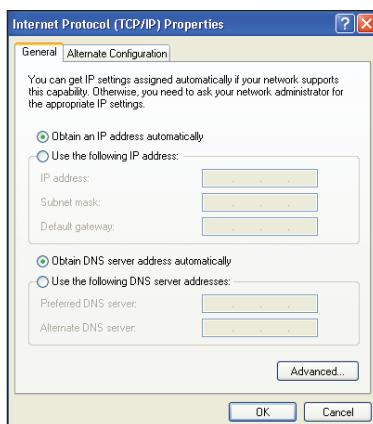 Internet Protocol (TCP/IP) Properties
General Alternate Configuration
You can get IP settings assigned automatically if your network supports
this capability. Otherwise, you need to ask your network administrator for
the appropriate IP settings.
Obtain an IP address automatically
Use the following IP address:
IP address:
Subnet mask:
Default gateway:
Obtain DNS server address automatically
Use the following DNS server addresses:
Preferred DNS server:
Alternate DNS server:
Advanced...
OK Cancel